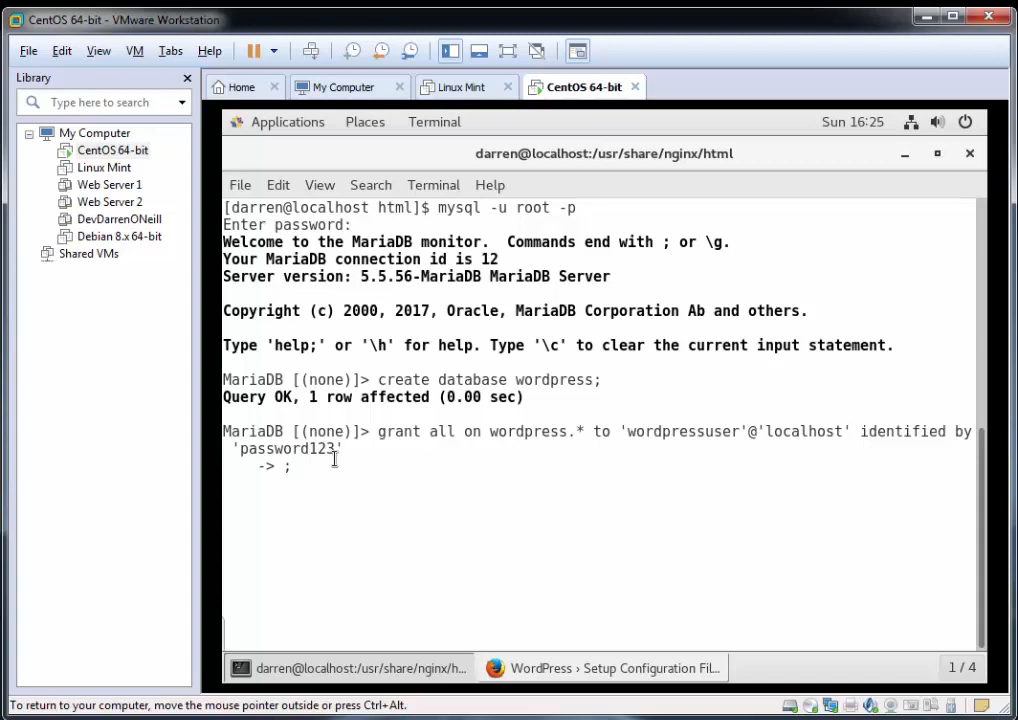 CentOS 64-bit - VMware Workstation
File Edit View VM Tabs Help
Library
Type here to search
My Computer
CentOS 64-bit
Linux Mint
Web Server 1
Web Server 2
DevDarrenONeill
Debian 8.x 64-bit
Shared VMs
Home My Computer Linux Mint CentOS 64-bit
Applications Places Terminal Sun 16:25
darren@localhost:/usr/share/nginx/html
File Edit View Search Terminal Help
[darren@localhost html]$ mysql -u root -p
Enter password:
Welcome to the MariaDB monitor.  Commands end with ; or \g.
Your MariaDB connection id is 12
Server version: 5.5.56-MariaDB MariaDB Server
Copyright (c) 2000, 2017, Oracle, MariaDB Corporation Ab and others.
Type 'help;' or '\h' for help. Type '\c' to clear the current input statement.
MariaDB [(none)]> create database wordpress;
Query OK, 1 row affected (0.00 sec)
MariaDB [(none)]> grant all on wordpress.* to 'wordpressuser'@'localhost' identified by
'password123'
-> ;
darren@localhost:/usr/share/nginx/h... WordPress › Setup Configuration Fil... 1 / 4
To return to your computer, move the mouse pointer outside or press Ctrl+Alt.